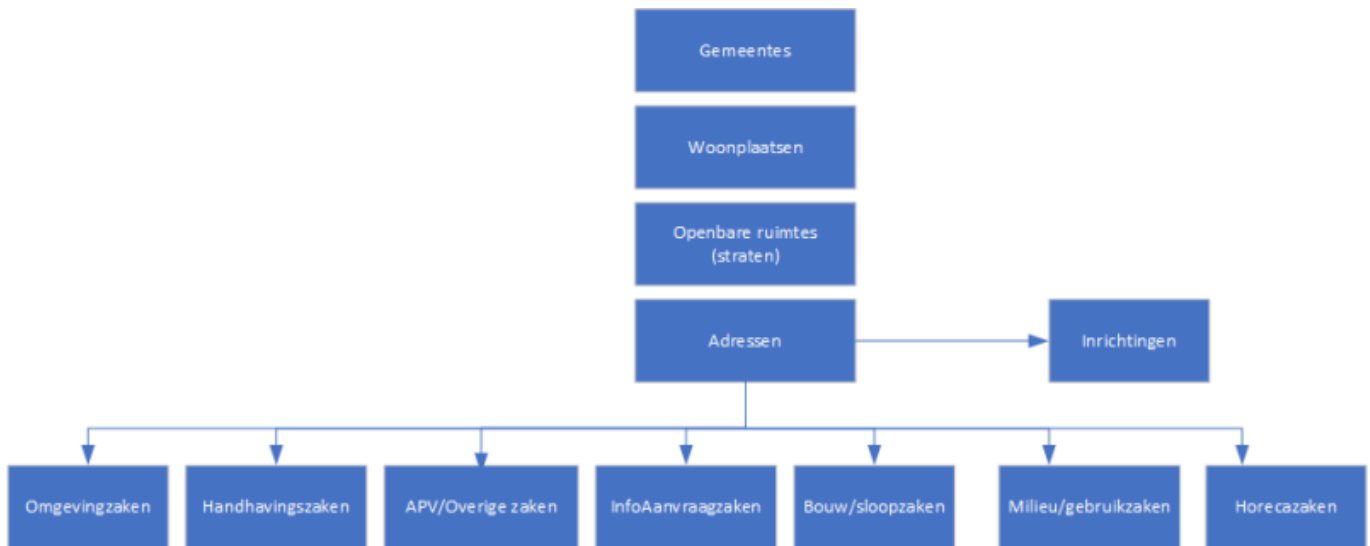 Gemeentes
Woonplaatsen
Openbare ruimtes
(straten)
Adressen
Inrichtingen
Omgevingzaken
Handhavingszaken
APV/Overige zaken
InfoAanvraagzaken
Bouw/sloopzaken
Milieu/gebruikzaken
Horecazaken